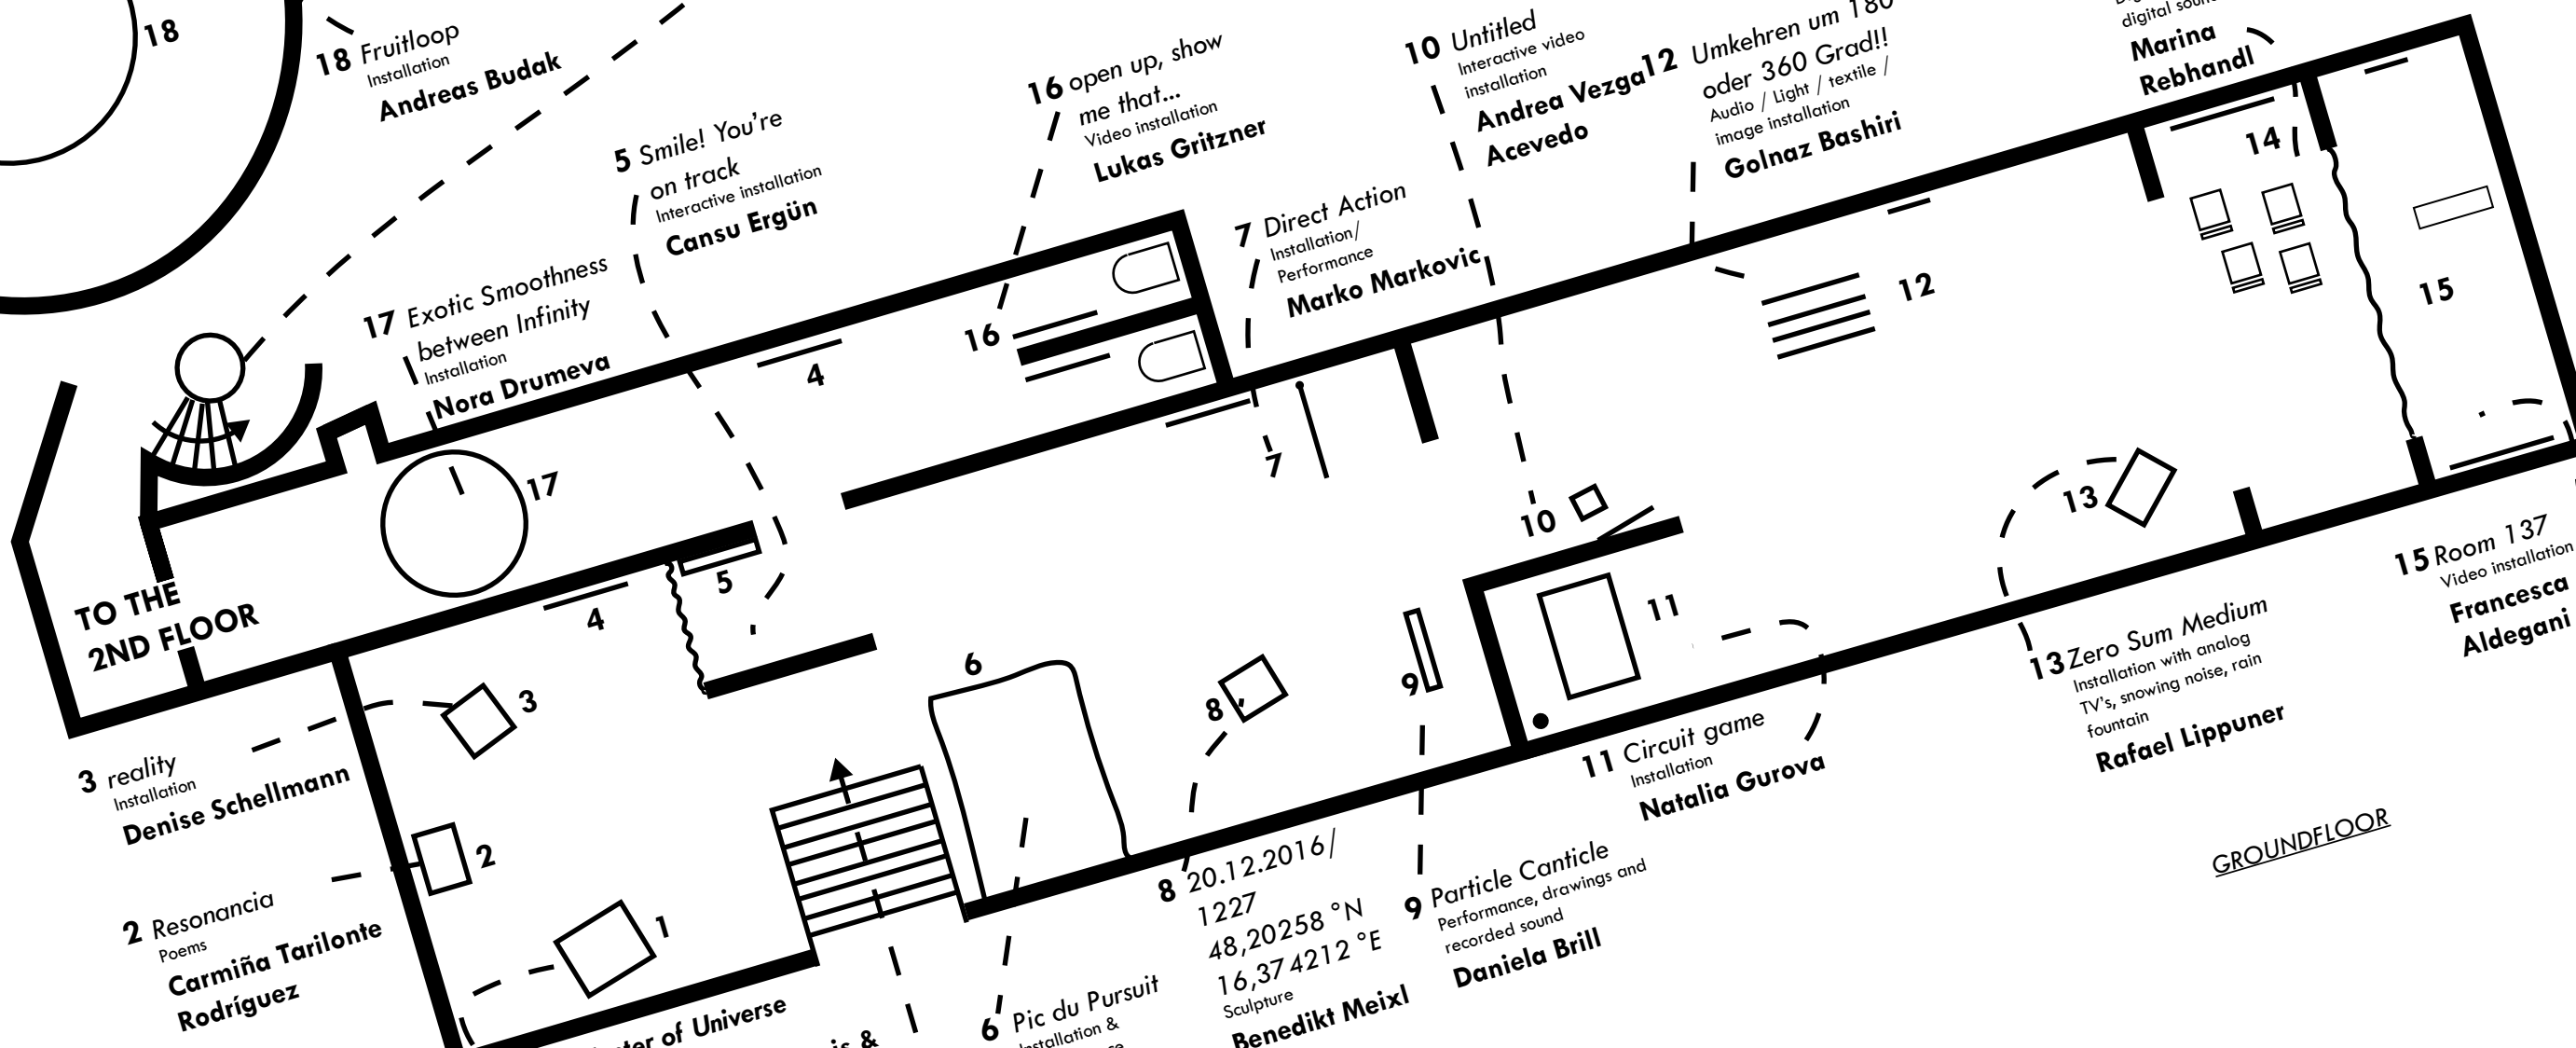 18
18 Fruitloop
Installation
Andreas Budak
5 Smile! You're
on track
Interactive installation
Cansu Ergün
17 Exotic Smoothness
between Infinity
Installation
Nora Drumeva
16 open up, show
me that...
Video installation
Lukas Gritzner
7 Direct Action
Installation/
Performance
Marko Markovic
10 Untitled
Interactive video
installation
Andrea Vezga
Acevedo
12 Umkehren um 180
oder 360 Grad!!
Audio / Light / textile /
image installation
Golnaz Bashiri
digital
Marina
Rebhandl
14
15
12
16
4
17
7
10
13
5
4
6
11
9
8
3
2
1
TO THE
2ND FLOOR
3 reality
Installation
Denise Schellmann
2 Resonancia
Poems
Carmiña Tarilonte
Rodríguez
of Universe
&
6 Pic du Pursuit
Installation &
8 20.12.2016/
1227
48,20258 °N
16,374212 °E
Sculpture
Benedikt Meixl
9 Particle Canticle
Performance, drawings and
recorded sound
Daniela Brill
11 Circuit game
Installation
Natalia Gurova
13 Zero Sum Medium
Installation with analog
TV's, snowing noise, rain
fountain
Rafael Lippuner
15 Room 137
Video installation
Francesca
Aldegani
GROUNDFLOOR